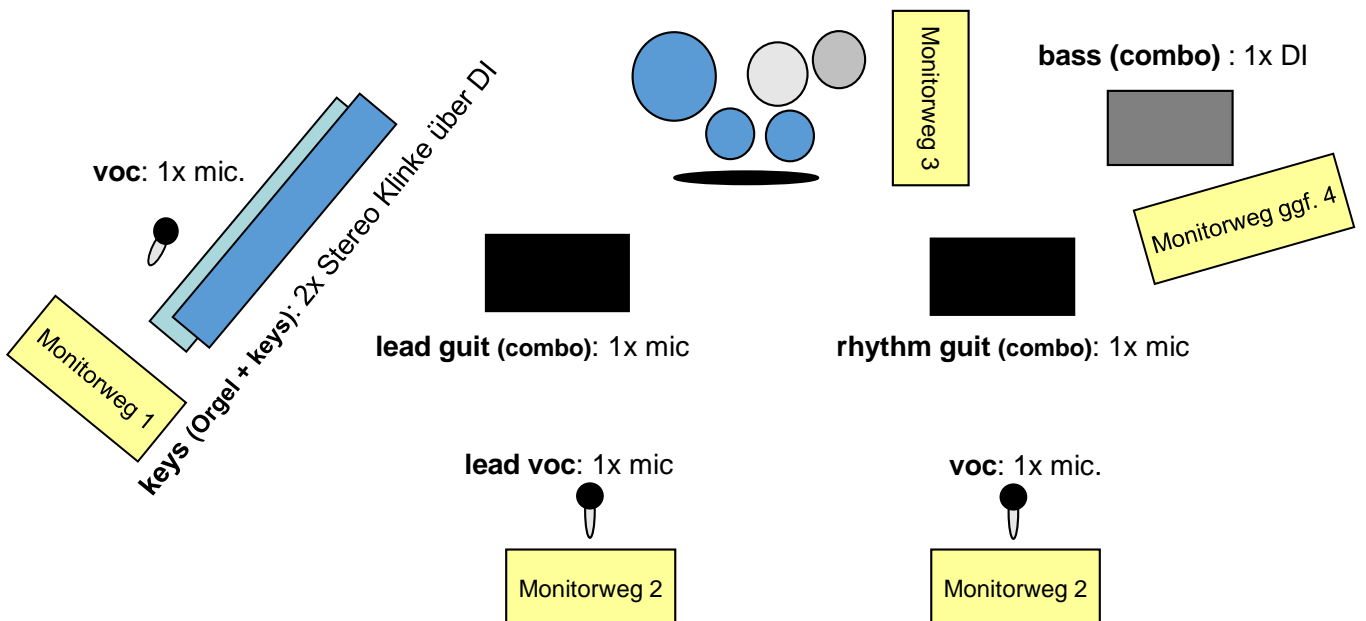 Monitorweg 3
bass (combo) : 1x DI
voc: 1x mic.
Monitorweg ggf. 4
keys (Orgel + keys): 2x Stereo Klinke über DI
Monitorweg 1
lead guit (combo): 1x mic
rhythm guit (combo): 1x mic
lead voc: 1x mic
voc: 1x mic.
Monitorweg 2
Monitorweg 2